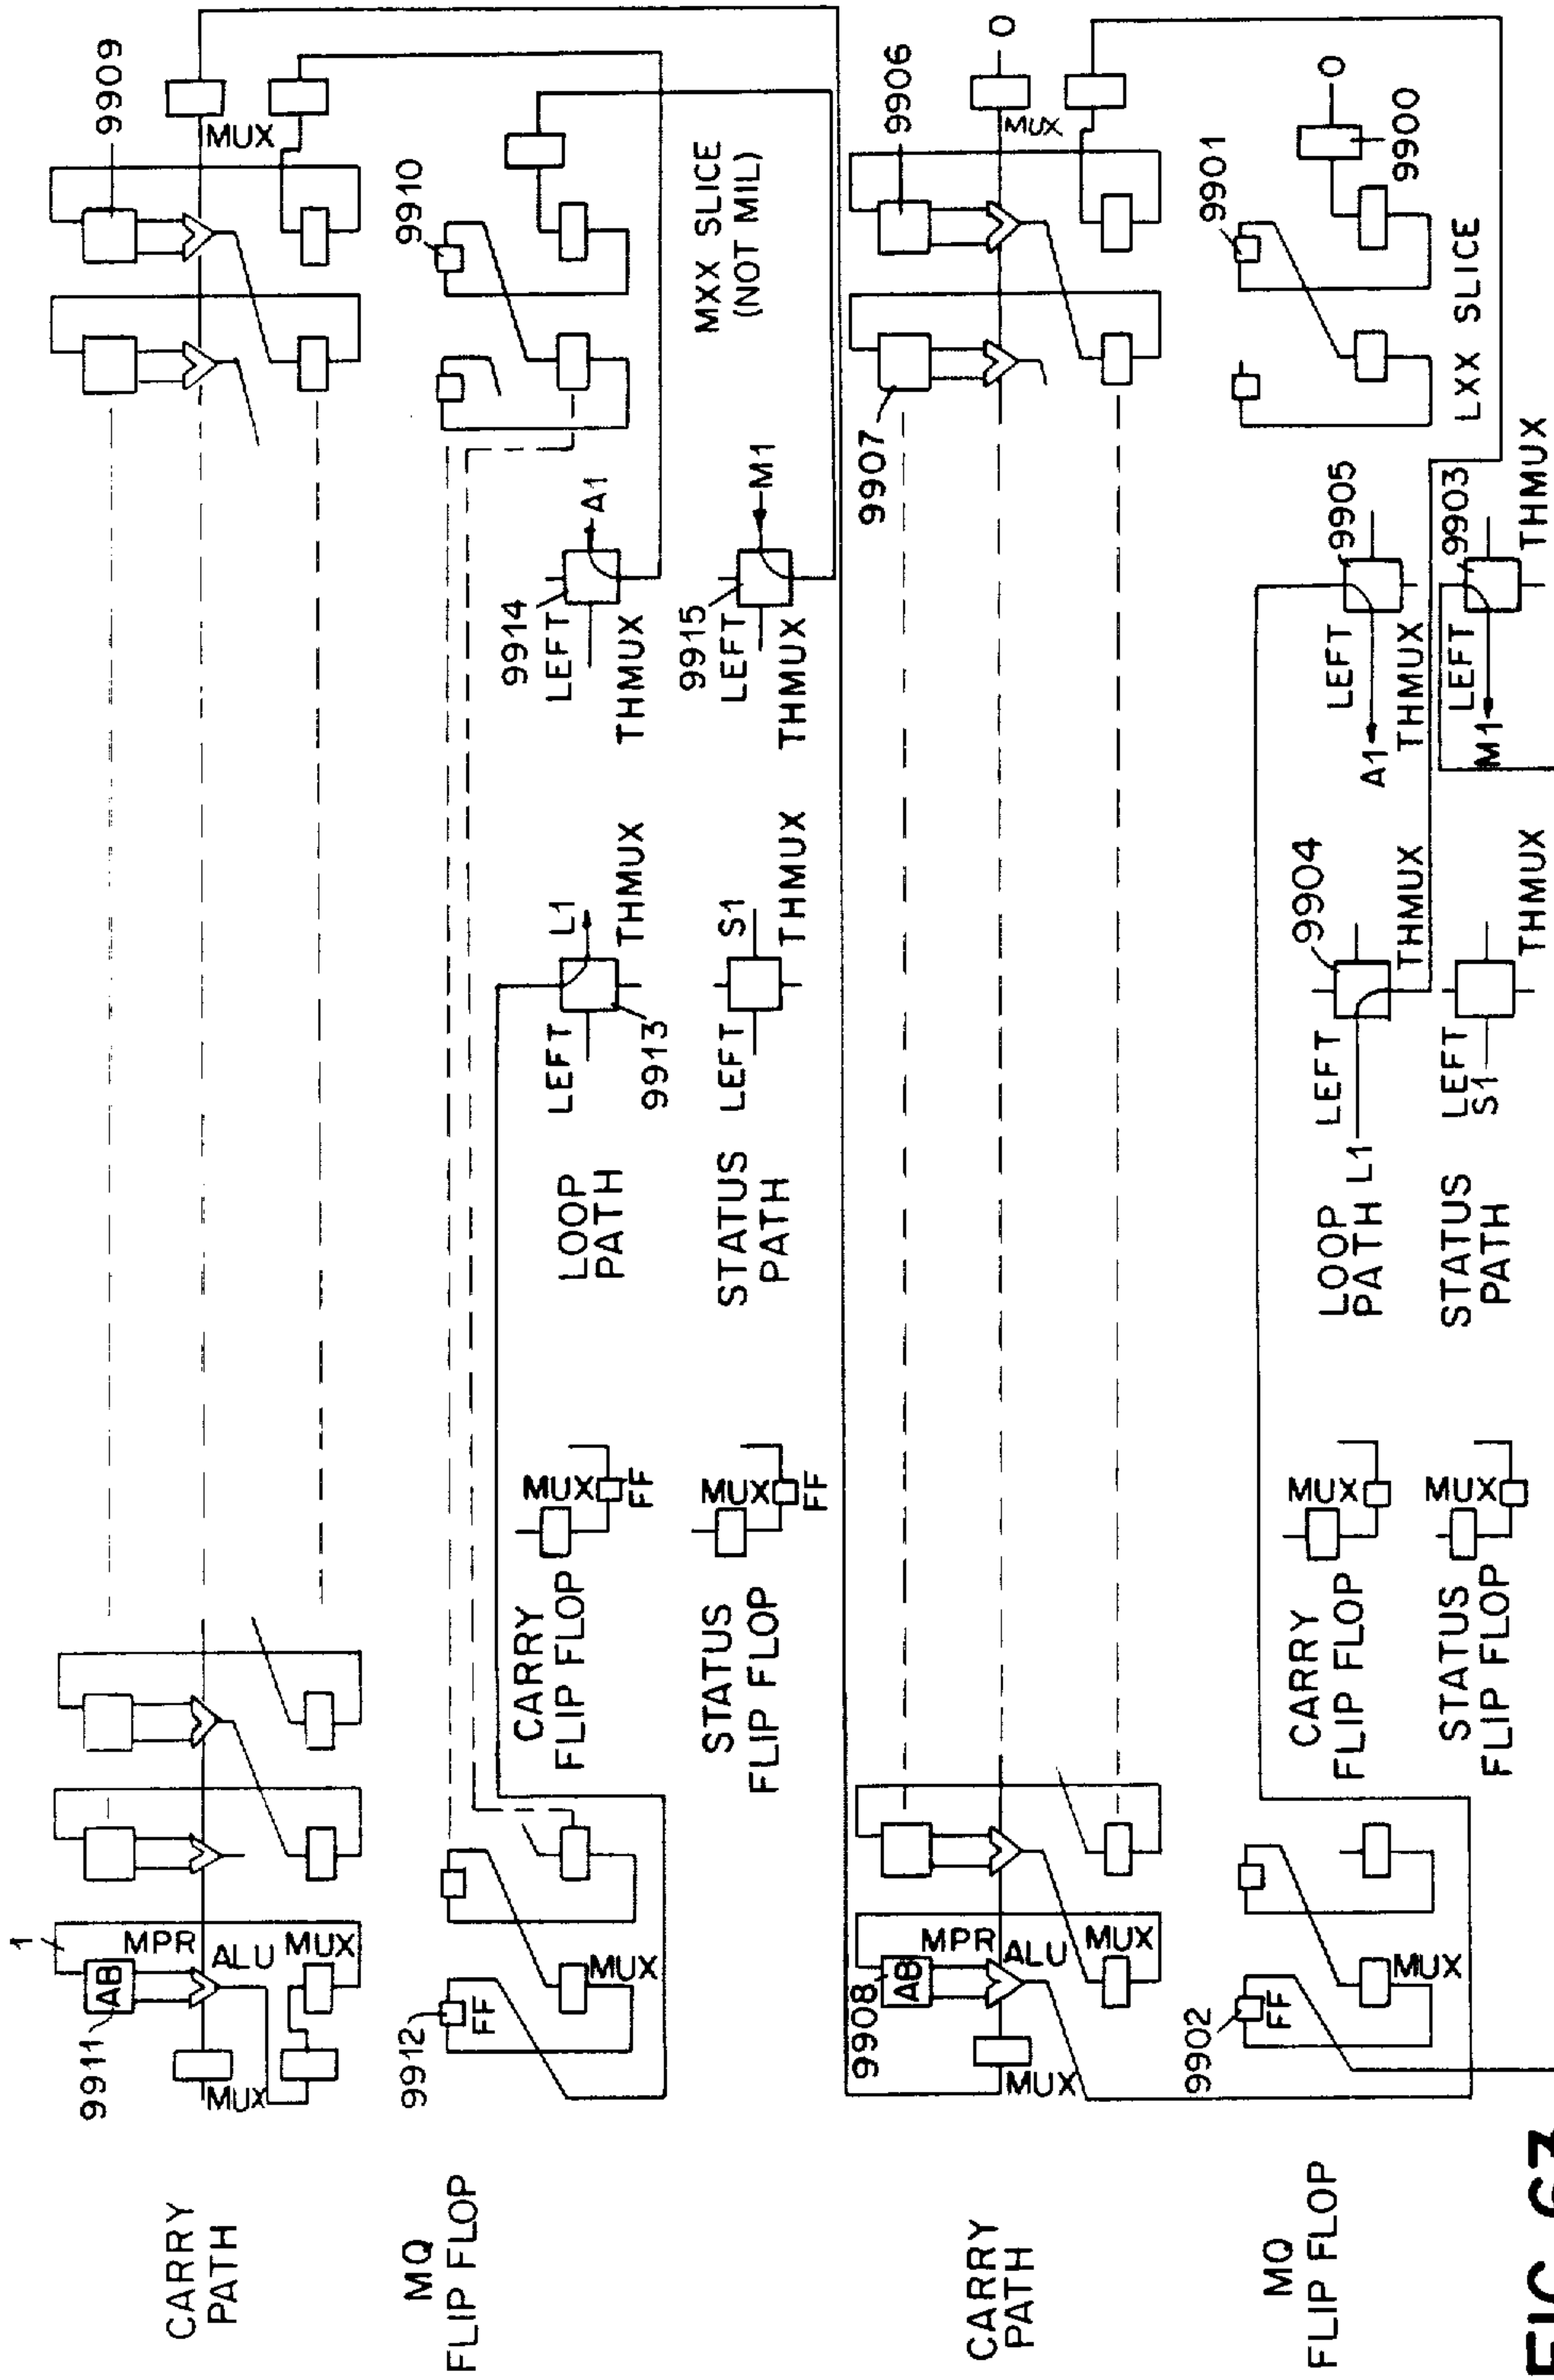 1
9911
AB
MPR
ALU
MUX
MUX
MUX
9909
CARRY
PATH
9912
FF
MUX
9910
MQ
FLIP FLOP
MXX SLICE
(NOT MIL)
CARRY
FLIP FLOP
MUX
FF
LOOP
PATH
LEFT
L1
THMUX
9913
9914
LEFT
A1
THMUX
STATUS
FLIP FLOP
MUX
FF
STATUS
PATH
LEFT
S1
THMUX
9915
LEFT
M1
THMUX
9908
AB
MPR
ALU
MUX
MUX
9907
9906
MUX
0
CARRY
PATH
9902
FF
MUX
9901
9900
0
MQ
FLIP FLOP
LXX SLICE
CARRY
FLIP FLOP
MUX
LOOP
PATH
L1
LEFT
9904
THMUX
A1
LEFT
9905
THMUX
STATUS
FLIP FLOP
MUX
STATUS
PATH
LEFT
S1
THMUX
M1
LEFT
9903
THMUX